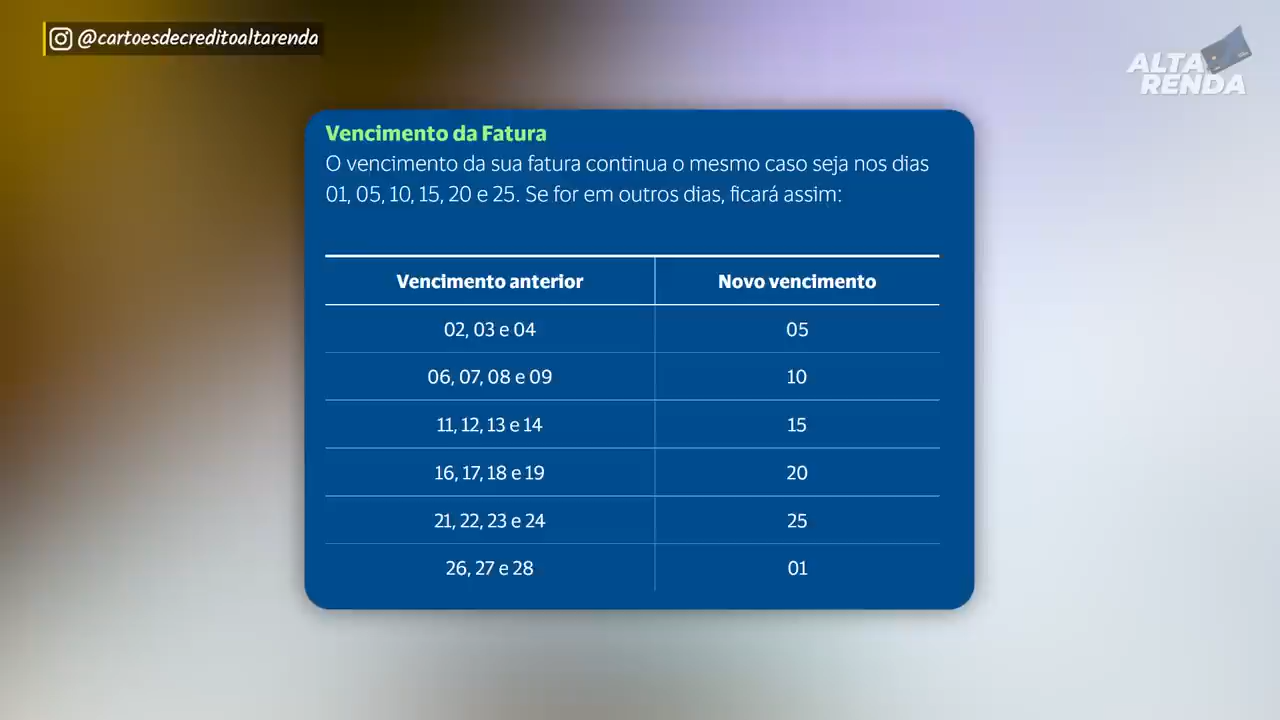 @cartoesdecreditoaltarenda
ALTA
RENDA
Vencimento da Fatura
O vencimento da sua fatura continua o mesmo caso seja nos dias
01, 05, 10, 15, 20 e 25. Se for em outros dias, ficará assim:
Vencimento anterior Novo vencimento
02, 03 e 04 05
06, 07, 08 e 09 10
11, 12, 13 e 14 15
16, 17, 18 e 19 20
21, 22, 23 e 24 25
26, 27 e 28 01